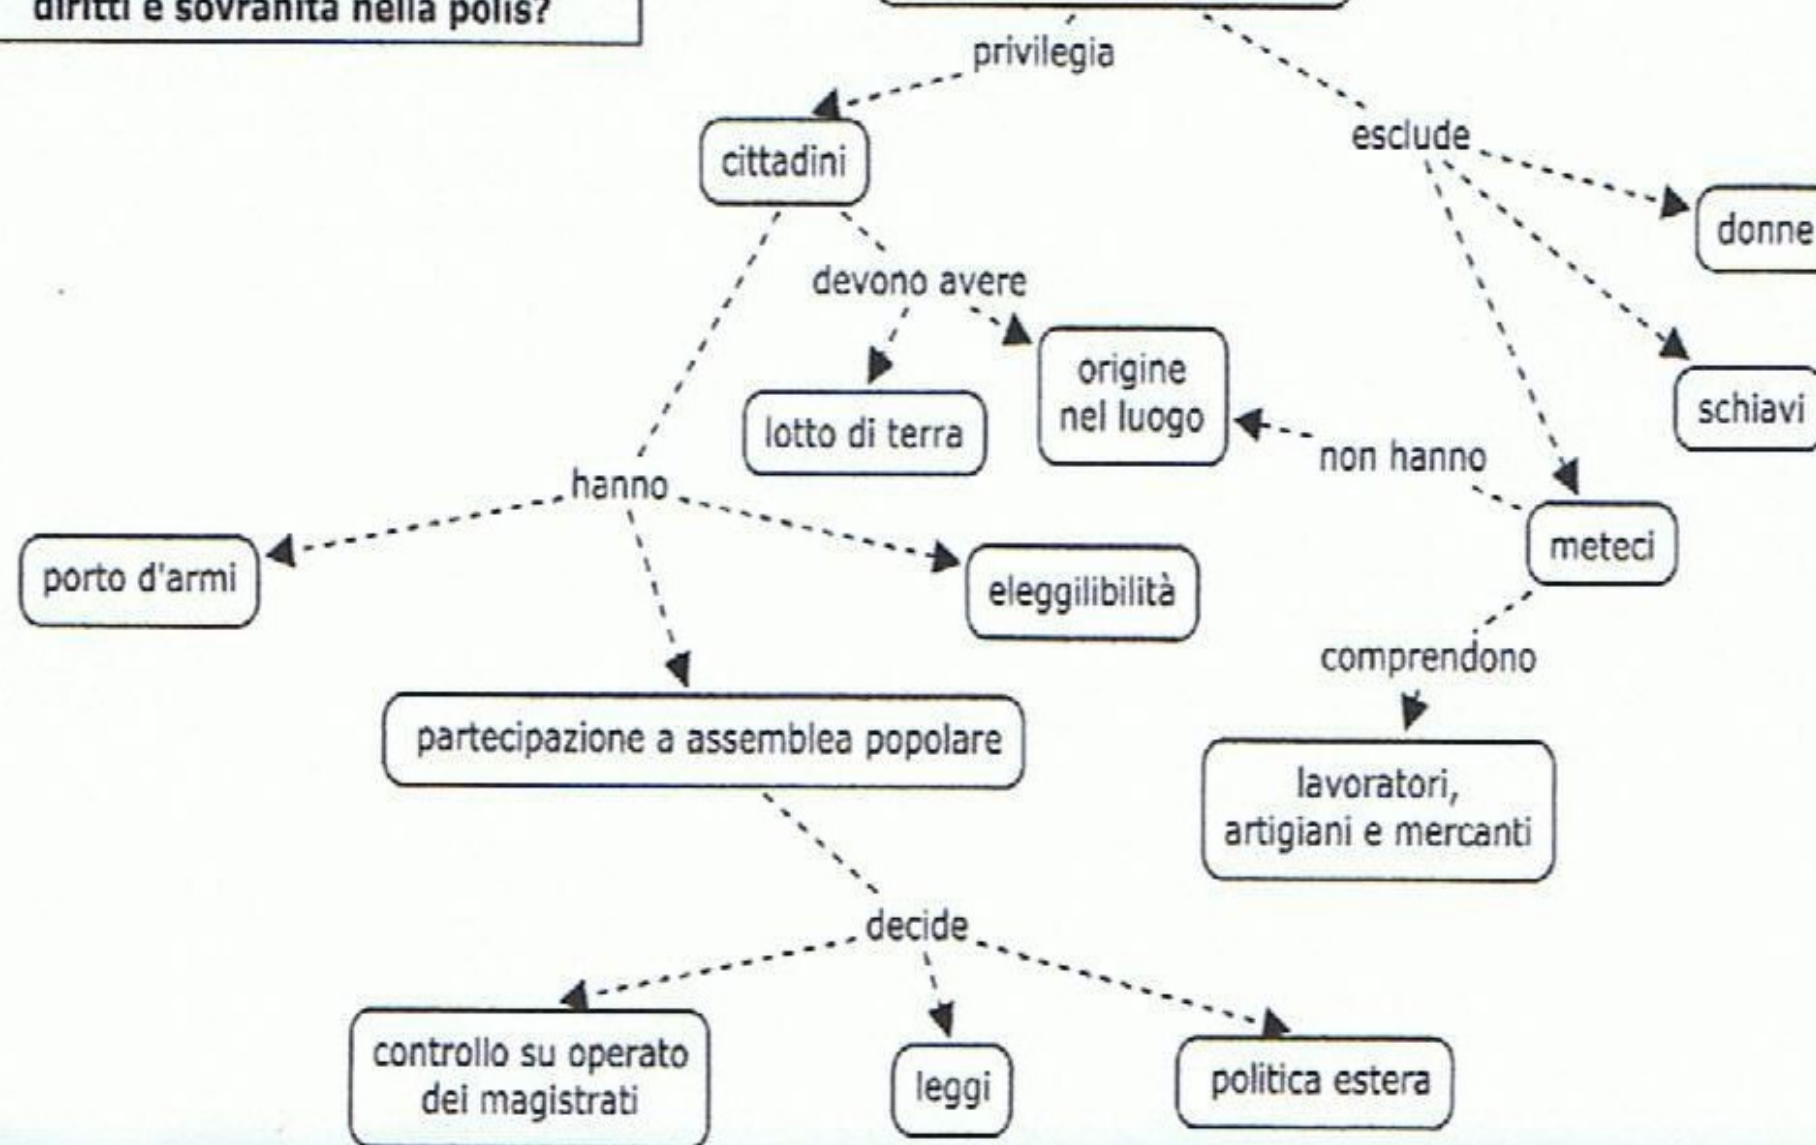 diritti e sovranità nella polis?
privilegia
esclude
cittadini
donne
devono avere
origine
nel luogo
schiavi
lotto di terra
non hanno
hanno
meteci
porto d'armi
eleggilibilità
comprendono
partecipazione a assemblea popolare
lavoratori,
artigiani e mercanti
decide
controllo su operato
dei magistrati
leggi
politica estera